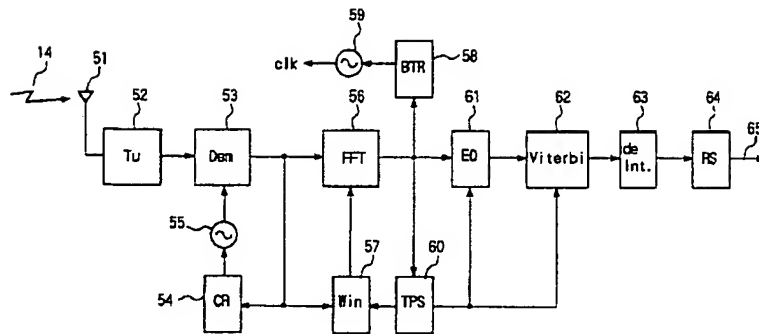 59
14
51
clk
BTR
58
52
53
56
61
62
63
64
65
Tu
Dem
FFT
EQ
Viterbi
de
Int.
RS
55
57
60
54
CR
Win
TPS